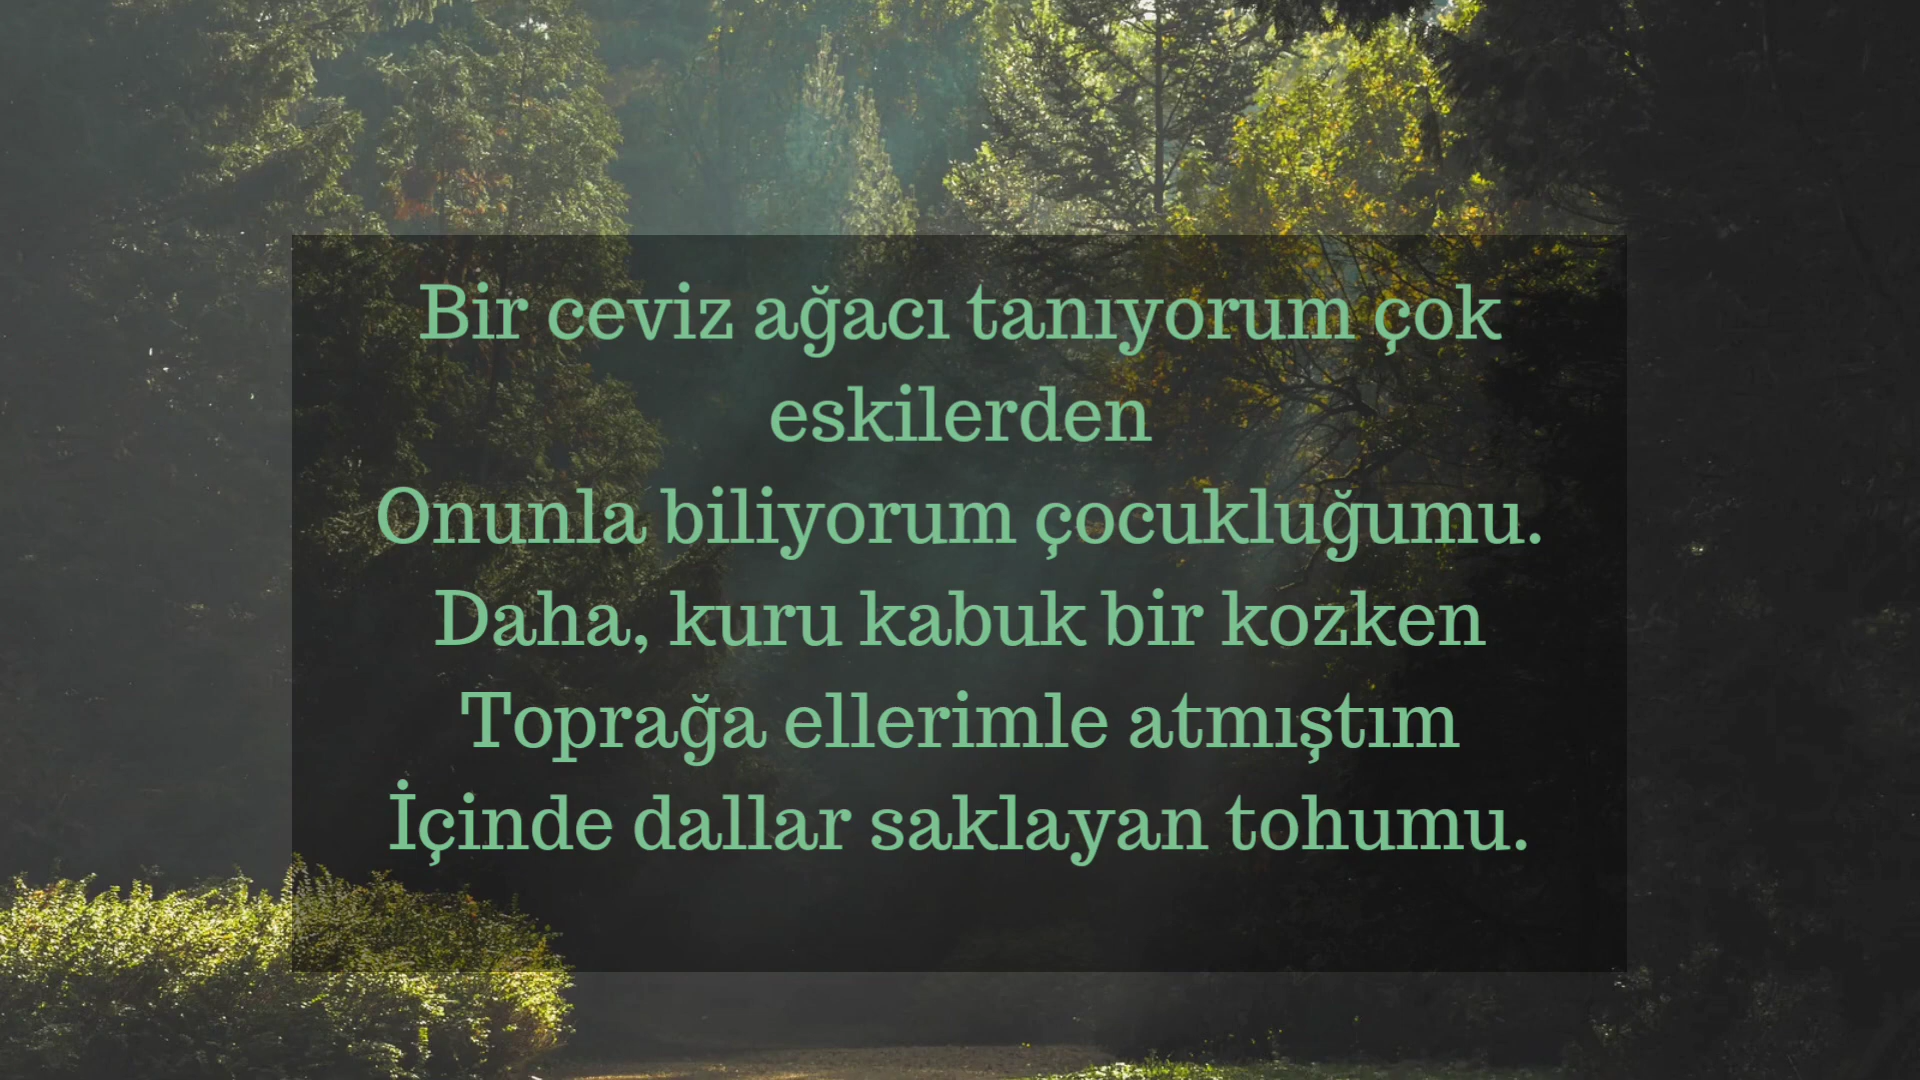 Bir ceviz ağacı tanıyorum çok
eskilerden
Onunla biliyorum çocukluğumu.
Daha, kuru kabuk bir kozken
Toprağa ellerimle atmıştım
İçinde dallar saklayan tohumu.